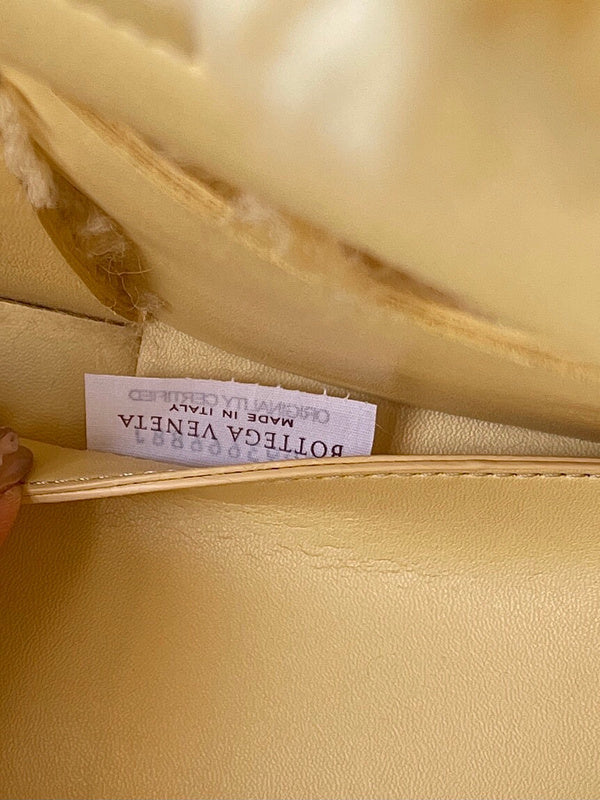 BOTTEGA VENETA
MADE IN ITALY
ORIGINALITY CERTIFIED